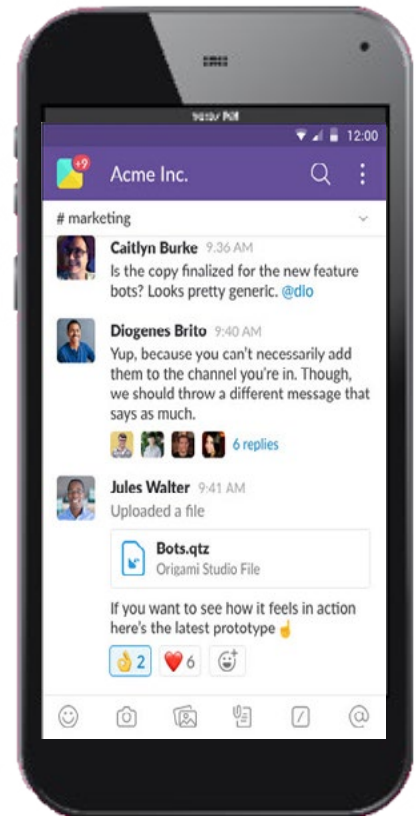 12:00
+9
Acme Inc.
# marketing
Caitlyn Burke 9:36 AM
Is the copy finalized for the new feature
bots? Looks pretty generic. @dio
Diogenes Brito 9:40 AM
Yup, because you can't necessarily add
them to the channel you're in. Though,
we should throw a different message that
says as much.
6 replies
Jules Walter 9:41 AM
Uploaded a file
Bots.qtz
Origami Studio File
If you want to see how it feels in action
here's the latest prototype ☝️
👌 2 ❤️ 6